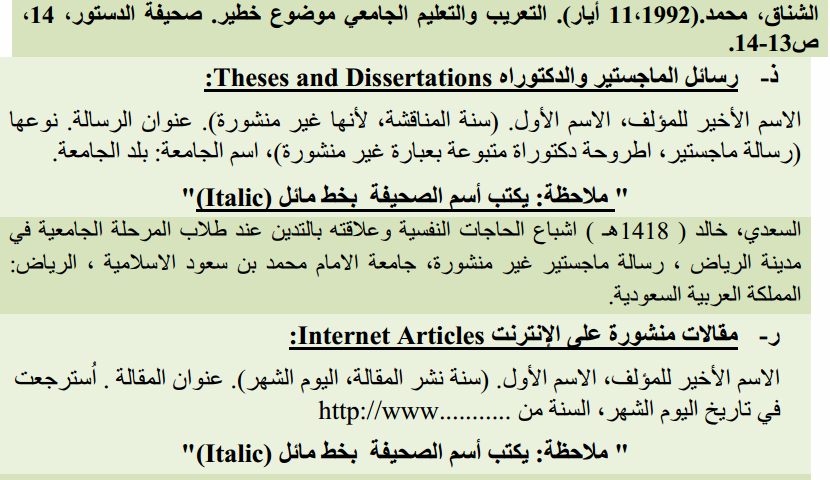 الشناق، محمد.(11،1992 أيار). التعريب والتعليم الجامعي موضوع خطير. صحيفة الدستور، 14،
ص13-14.
ذ- رسائل الماجستير والدكتوراه Theses and Dissertations:
الاسم الأخير للمؤلف، الاسم الأول. (سنة المناقشة، لأنها غير منشورة). عنوان الرسالة. نوعها
(رسالة ماجستير، اطروحة دكتوراة متبوعة بعبارة غير منشورة)، اسم الجامعة: بلد الجامعة.
" ملاحظة: يكتب أسم الصحيفة بخط مائل (Italic)"
السعدي، خالد ( 1418هـ ) اشباع الحاجات النفسية وعلاقته بالتدين عند طلاب المرحلة الجامعية في
مدينة الرياض ، رسالة ماجستير غير منشورة، جامعة الامام محمد بن سعود الاسلامية ، الرياض:
المملكة العربية السعودية.
ر- مقالات منشورة على الإنترنت Internet Articles:
الاسم الأخير للمؤلف، الاسم الأول. (سنة نشر المقالة، اليوم الشهر). عنوان المقالة . اُسترجعت
في تاريخ اليوم الشهر، السنة من http://www...........
" ملاحظة: يكتب أسم الصحيفة بخط مائل (Italic)"